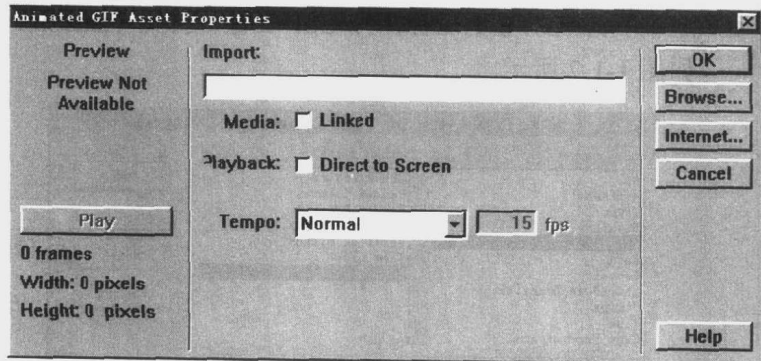 Animated GIF Asset Properties
Preview
Preview Not
Available
Play
0 frames
Width: 0 pixels
Height: 0 pixels
Import:
Media: Linked
Playback: Direct to Screen
Tempo: Normal 15 fps
OK
Browse...
Internet...
Cancel
Help